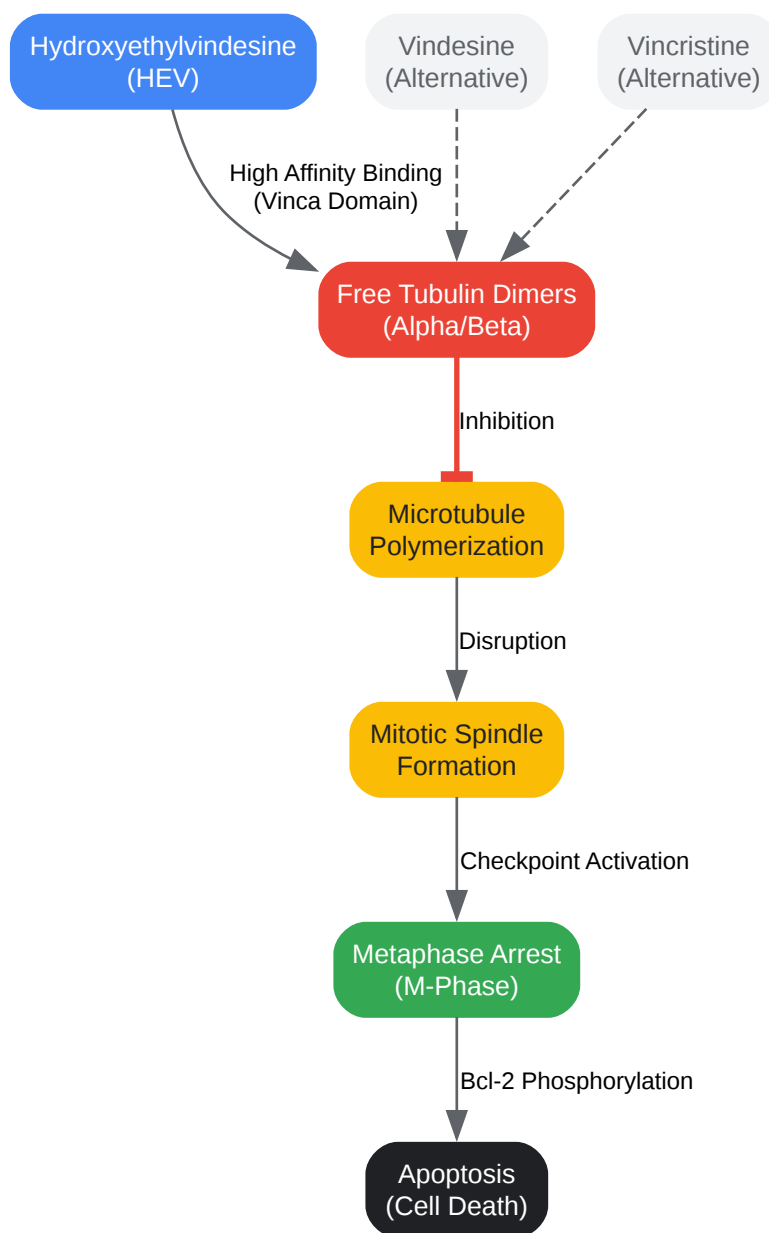 Hydroxyethylvindesine
(HEV)
Vindesine
(Alternative)
Vincristine
(Alternative)
High Affinity Binding
(Vinca Domain)
Free Tubulin Dimers
(Alpha/Beta)
Inhibition
Microtubule
Polymerization
Disruption
Mitotic Spindle
Formation
Checkpoint Activation
Metaphase Arrest
(M-Phase)
Bcl-2 Phosphorylation
Apoptosis
(Cell Death)